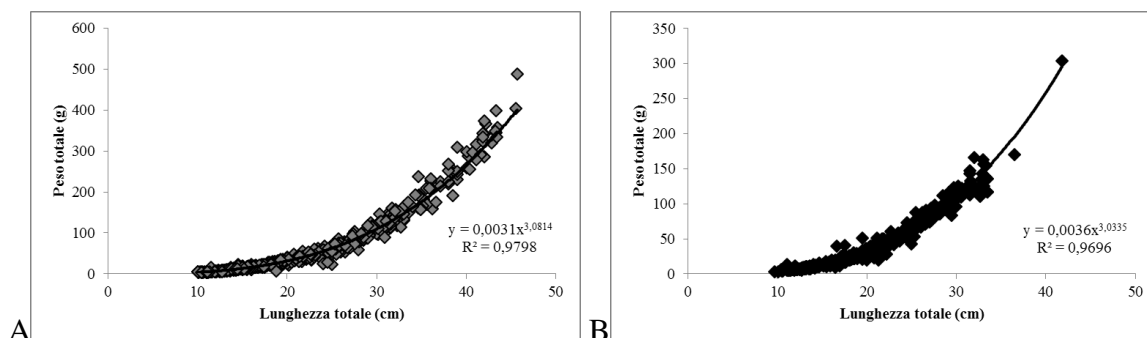 600
500
400
300
200
100
0
Peso totale (g)
0 10 20 30 40 50
Lunghezza totale (cm)
y = 0,0031x^3,0814
R² = 0,9798
A
350
300
250
200
150
100
50
0
Peso totale (g)
0 10 20 30 40 50
Lunghezza totale (cm)
y = 0,0036x^3,0335
R² = 0,9696
B